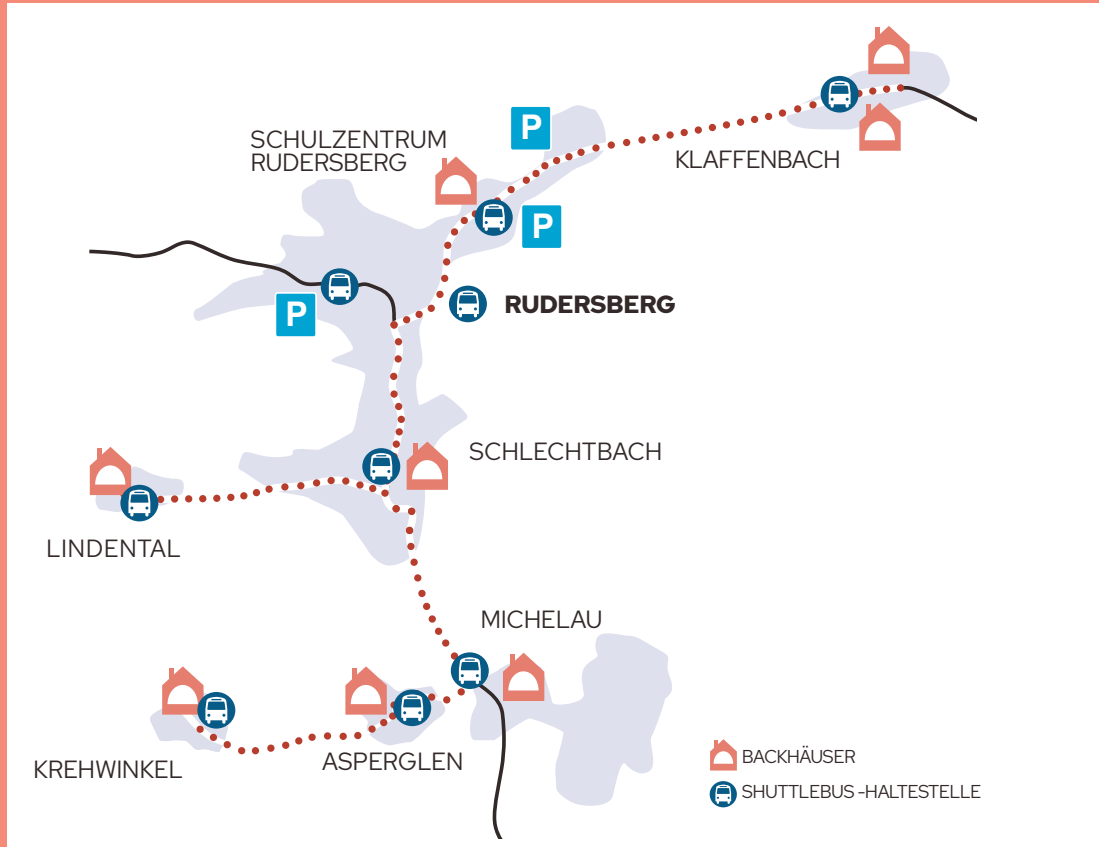 SCHULZENTRUM
RUDERSBERG
P
KLAFFENBACH
P
P
RUDERSBERG
SCHLECHTBACH
LINDENTAL
MICHELAU
KREHWINKEL
ASPERGLEN
BACKHÄUSER
SHUTTLEBUS -HALTESTELLE